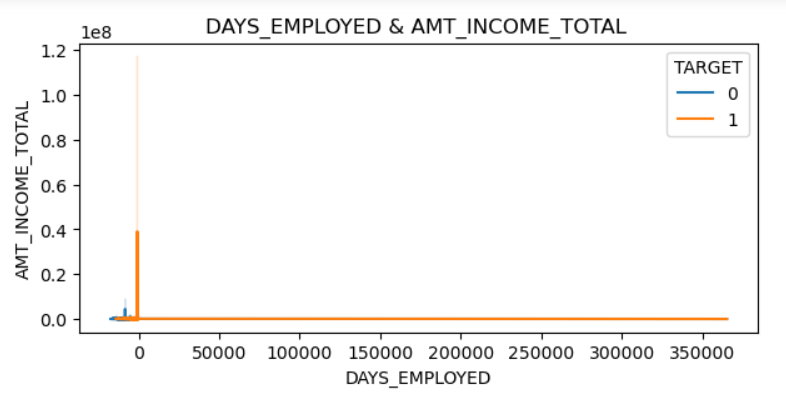 DAYS_EMPLOYED & AMT_INCOME_TOTAL
1e8
1.2
1.0
0.8
0.6
0.4
0.2
0.0
AMT_INCOME_TOTAL
TARGET
0
1
0 50000 100000 150000 200000 250000 300000 350000
DAYS_EMPLOYED